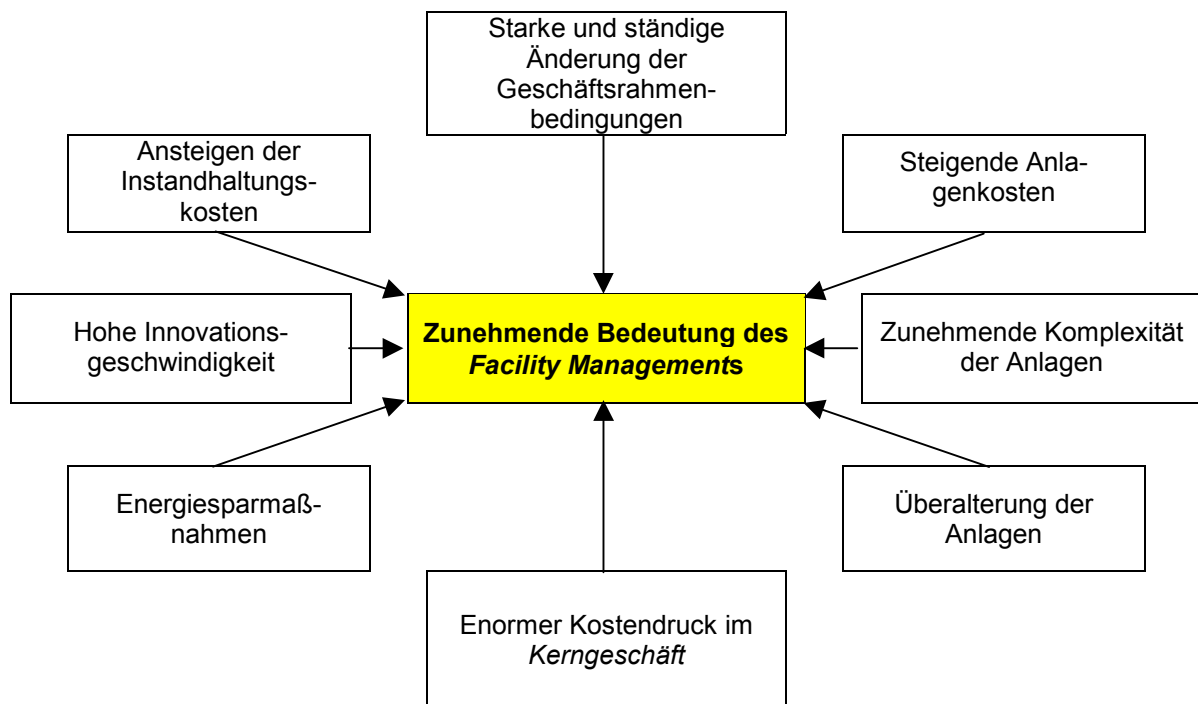 Starke und ständige
Änderung der
Geschäftsrahmen-
bedingungen
Ansteigen der
Instandhaltungs-
kosten
Steigende Anla-
genkosten
Hohe Innovations-
geschwindigkeit
Zunehmende Bedeutung des
Facility Managements
Zunehmende Komplexität
der Anlagen
Energiesparmaß-
nahmen
Überalterung der
Anlagen
Enormer Kostendruck im
Kerngeschäft